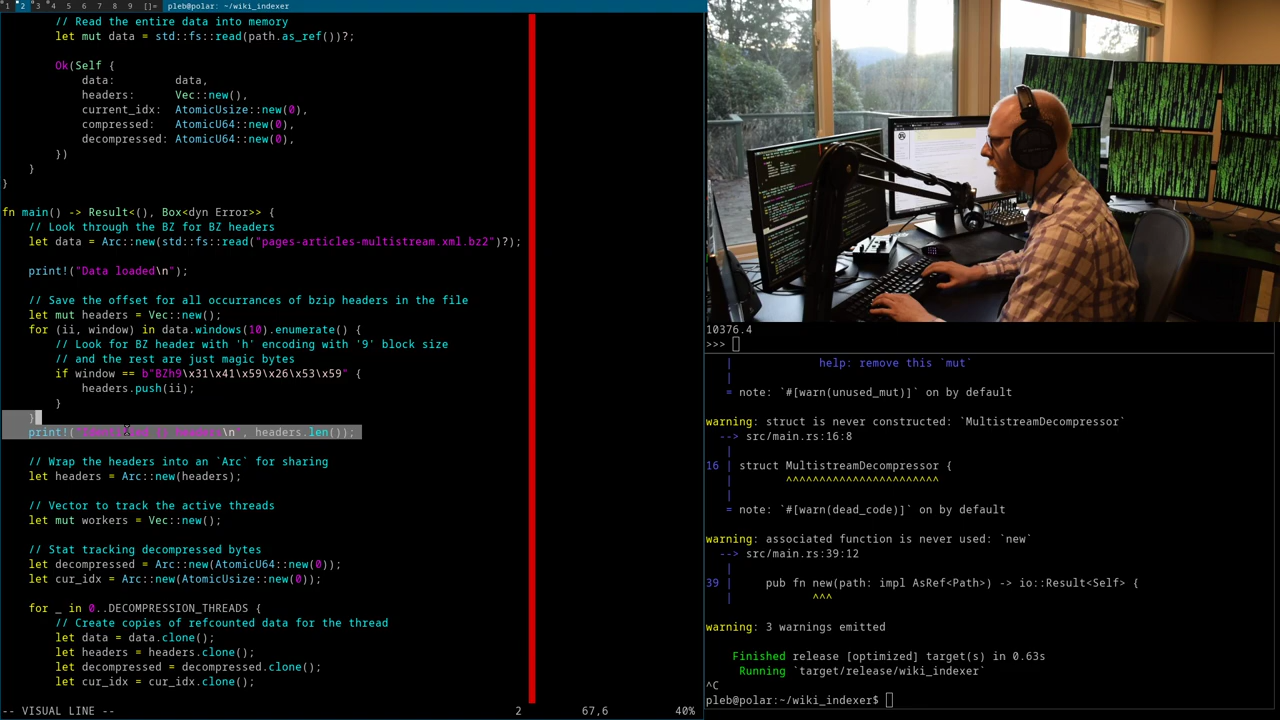 1 2 3 4 5 6 7 8 9 []= pleb@polar: ~/wiki_indexer
// Read the entire data into memory
let mut data = std::fs::read(path.as_ref())?;
Ok(Self {
data: data,
headers: Vec::new(),
current_idx: AtomicUsize::new(0),
compressed: AtomicU64::new(0),
decompressed: AtomicU64::new(0),
})
}
}
fn main() -> Result<(), Box<dyn Error>> {
// Look through the BZ for BZ headers
let data = Arc::new(std::fs::read("pages-articles-multistream.xml.bz2")?);
print!("Data loaded\n");
// Save the offset for all occurrances of bzip headers in the file
let mut headers = Vec::new();
for (ii, window) in data.windows(10).enumerate() {
// Look for BZ header with 'h' encoding with '9' block size
// and the rest are just magic bytes
if window == b"BZh9\x31\x41\x59\x26\x53\x59" {
headers.push(ii);
}
}
print!(" \n", headers.len());
// Wrap the headers into an `Arc` for sharing
let headers = Arc::new(headers);
// Vector to track the active threads
let mut workers = Vec::new();
// Stat tracking decompressed bytes
let decompressed = Arc::new(AtomicU64::new(0));
let cur_idx = Arc::new(AtomicUsize::new(0));
for _ in 0..DECOMPRESSION_THREADS {
// Create copies of refcounted data for the thread
let data = data.clone();
let headers = headers.clone();
let decompressed = decompressed.clone();
let cur_idx = cur_idx.clone();
-- VISUAL LINE -- 2 67,6 40%
10376.4
>>>
| help: remove this `mut`
|
= note: `#[warn(unused_mut)]` on by default
warning: struct is never constructed: `MultistreamDecompressor`
--> src/main.rs:16:8
|
16 | struct MultistreamDecompressor {
| ^^^^^^^^^^^^^^^^^^^^^^^
|
= note: `#[warn(dead_code)]` on by default
warning: associated function is never used: `new`
--> src/main.rs:39:12
|
39 | pub fn new(path: impl AsRef<Path>) -> io::Result<Self> {
| ^^^
warning: 3 warnings emitted
Finished release [optimized] target(s) in 0.63s
Running `target/release/wiki_indexer`
^C
pleb@polar:~/wiki_indexer$